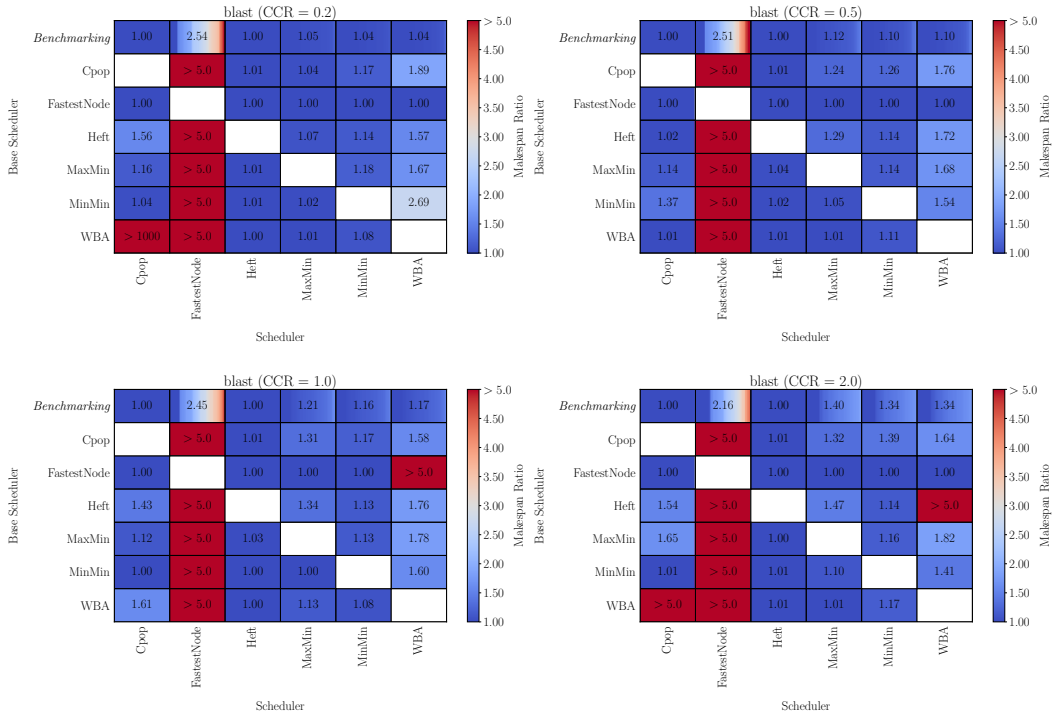 blast (CCR = 0.2)
Base Scheduler
Benchmarking 1.00 2.54 1.00 1.05 1.04 1.04
Cpop > 5.0 1.01 1.04 1.17 1.89
FastestNode 1.00 1.00 1.00 1.00 1.00
Heft 1.56 > 5.0 1.07 1.14 1.57
MaxMin 1.16 > 5.0 1.01 1.18 1.67
MinMin 1.04 > 5.0 1.01 1.02 2.69
WBA > 1000 > 5.0 1.00 1.01 1.08
Cpop FastestNode Heft MaxMin MinMin WBA
Scheduler
> 5.0
4.50
4.00
3.50
3.00
2.50
2.00
1.50
1.00
Makespan Ratio
blast (CCR = 0.5)
Base Scheduler
Benchmarking 1.00 2.51 1.00 1.12 1.10 1.10
Cpop > 5.0 1.01 1.24 1.26 1.76
FastestNode 1.00 1.00 1.00 1.00 1.00
Heft 1.02 > 5.0 1.29 1.14 1.72
MaxMin 1.14 > 5.0 1.04 1.14 1.68
MinMin 1.37 > 5.0 1.02 1.05 1.54
WBA 1.01 > 5.0 1.01 1.01 1.11
Cpop FastestNode Heft MaxMin MinMin WBA
Scheduler
> 5.0
4.50
4.00
3.50
3.00
2.50
2.00
1.50
1.00
Makespan Ratio
blast (CCR = 1.0)
Base Scheduler
Benchmarking 1.00 2.45 1.00 1.21 1.16 1.17
Cpop > 5.0 1.01 1.31 1.17 1.58
FastestNode 1.00 1.00 1.00 1.00 > 5.0
Heft 1.43 > 5.0 1.34 1.13 1.76
MaxMin 1.12 > 5.0 1.03 1.13 1.78
MinMin 1.00 > 5.0 1.00 1.00 1.60
WBA 1.61 > 5.0 1.00 1.13 1.08
Cpop FastestNode Heft MaxMin MinMin WBA
Scheduler
> 5.0
4.50
4.00
3.50
3.00
2.50
2.00
1.50
1.00
Makespan Ratio
blast (CCR = 2.0)
Base Scheduler
Benchmarking 1.00 2.16 1.00 1.40 1.34 1.34
Cpop > 5.0 1.01 1.32 1.39 1.64
FastestNode 1.00 1.00 1.00 1.00 1.00
Heft 1.54 > 5.0 1.47 1.14 > 5.0
MaxMin 1.65 > 5.0 1.00 1.16 1.82
MinMin 1.01 > 5.0 1.01 1.10 1.41
WBA > 5.0 > 5.0 1.01 1.01 1.17
Cpop FastestNode Heft MaxMin MinMin WBA
Scheduler
> 5.0
4.50
4.00
3.50
3.00
2.50
2.00
1.50
1.00
Makespan Ratio